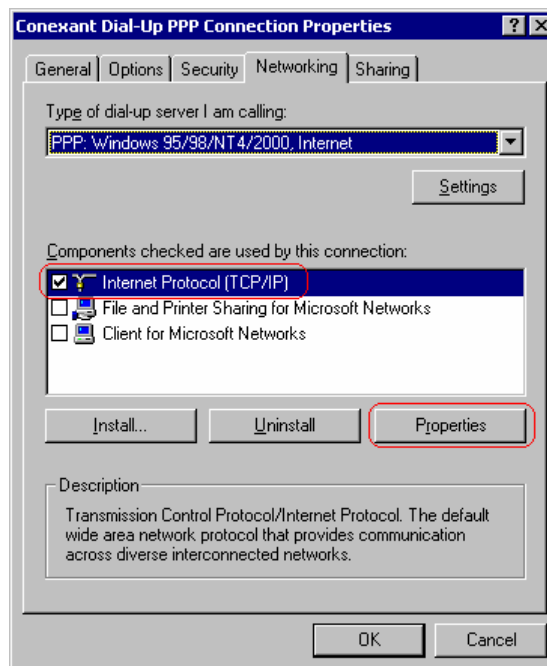 Conexant Dial-Up PPP Connection Properties
General Options Security Networking Sharing
Type of dial-up server I am calling:
PPP: Windows 95/98/NT4/2000, Internet
Settings
Components checked are used by this connection:
Internet Protocol (TCP/IP)
File and Printer Sharing for Microsoft Networks
Client for Microsoft Networks
Install... Uninstall Properties
Description
Transmission Control Protocol/Internet Protocol. The default
wide area network protocol that provides communication
across diverse interconnected networks.
OK Cancel